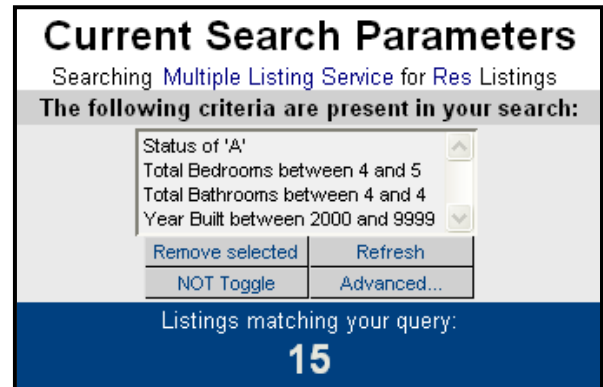 Current Search Parameters
Searching Multiple Listing Service for Res Listings
The following criteria are present in your search:
Status of 'A'
Total Bedrooms between 4 and 5
Total Bathrooms between 4 and 4
Year Built between 2000 and 9999
Remove selected Refresh
NOT Toggle Advanced...
Listings matching your query:
15